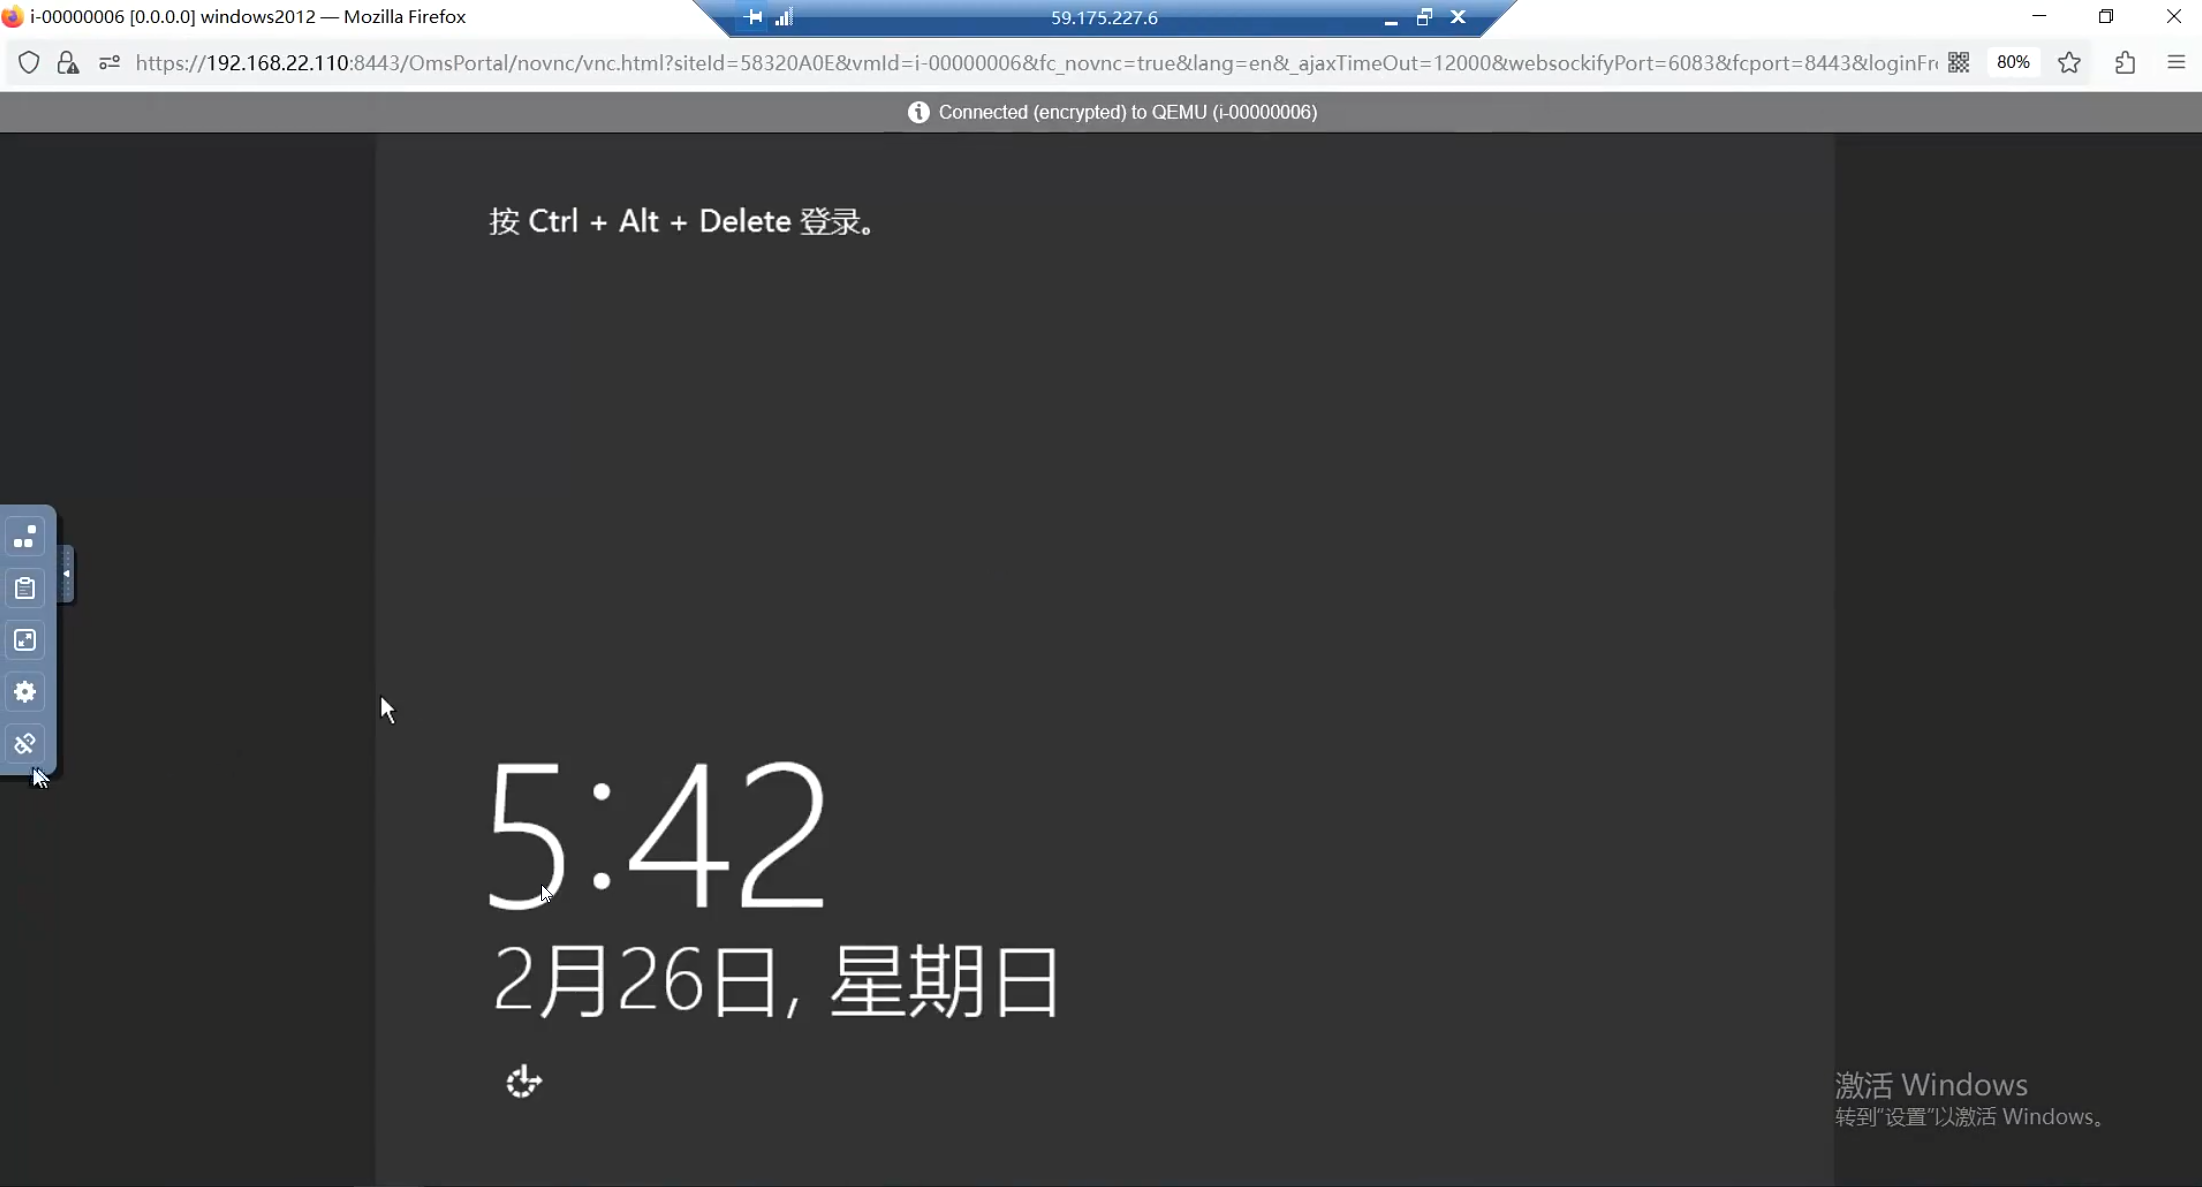 i-00000006 [0.0.0.0] windows2012 — Mozilla Firefox
59.175.227.6
https://192.168.22.110:8443/OmsPortal/novnc/vnc.html?siteId=58320A0E&vmId=i-00000006&fc_novnc=true&lang=en&_ajaxTimeOut=12000&websockifyPort=6083&fcport=8443&loginFr
80%
Connected (encrypted) to QEMU (i-00000006)
按 Ctrl + Alt + Delete 登录。
5:42
2月26日, 星期日
激活 Windows
转到"设置"以激活 Windows。